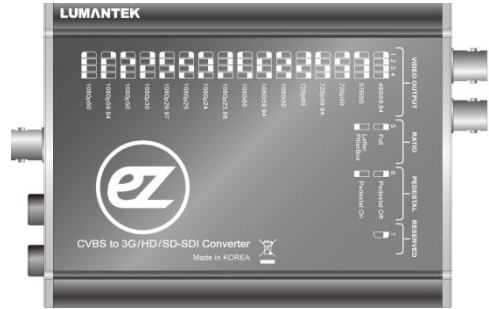 LUMANTEK
1 2 3 4
VIDEO OUTPUT
480i59.94
576i50
720p50
720p59.94
720p60
1080i50
1080i59.94
1080i60
1080p23.98
1080p24
1080p25
1080p29.97
1080p30
1080p50
1080p59.94
1080p60
5
RATIO
Full
Letter
PillarBox
6
PEDESTAL
Pedestal Off
Pedestal On
7
RESERVED
ez
CVBS to 3G/HD/SD-SDI Converter
Made in KOREA